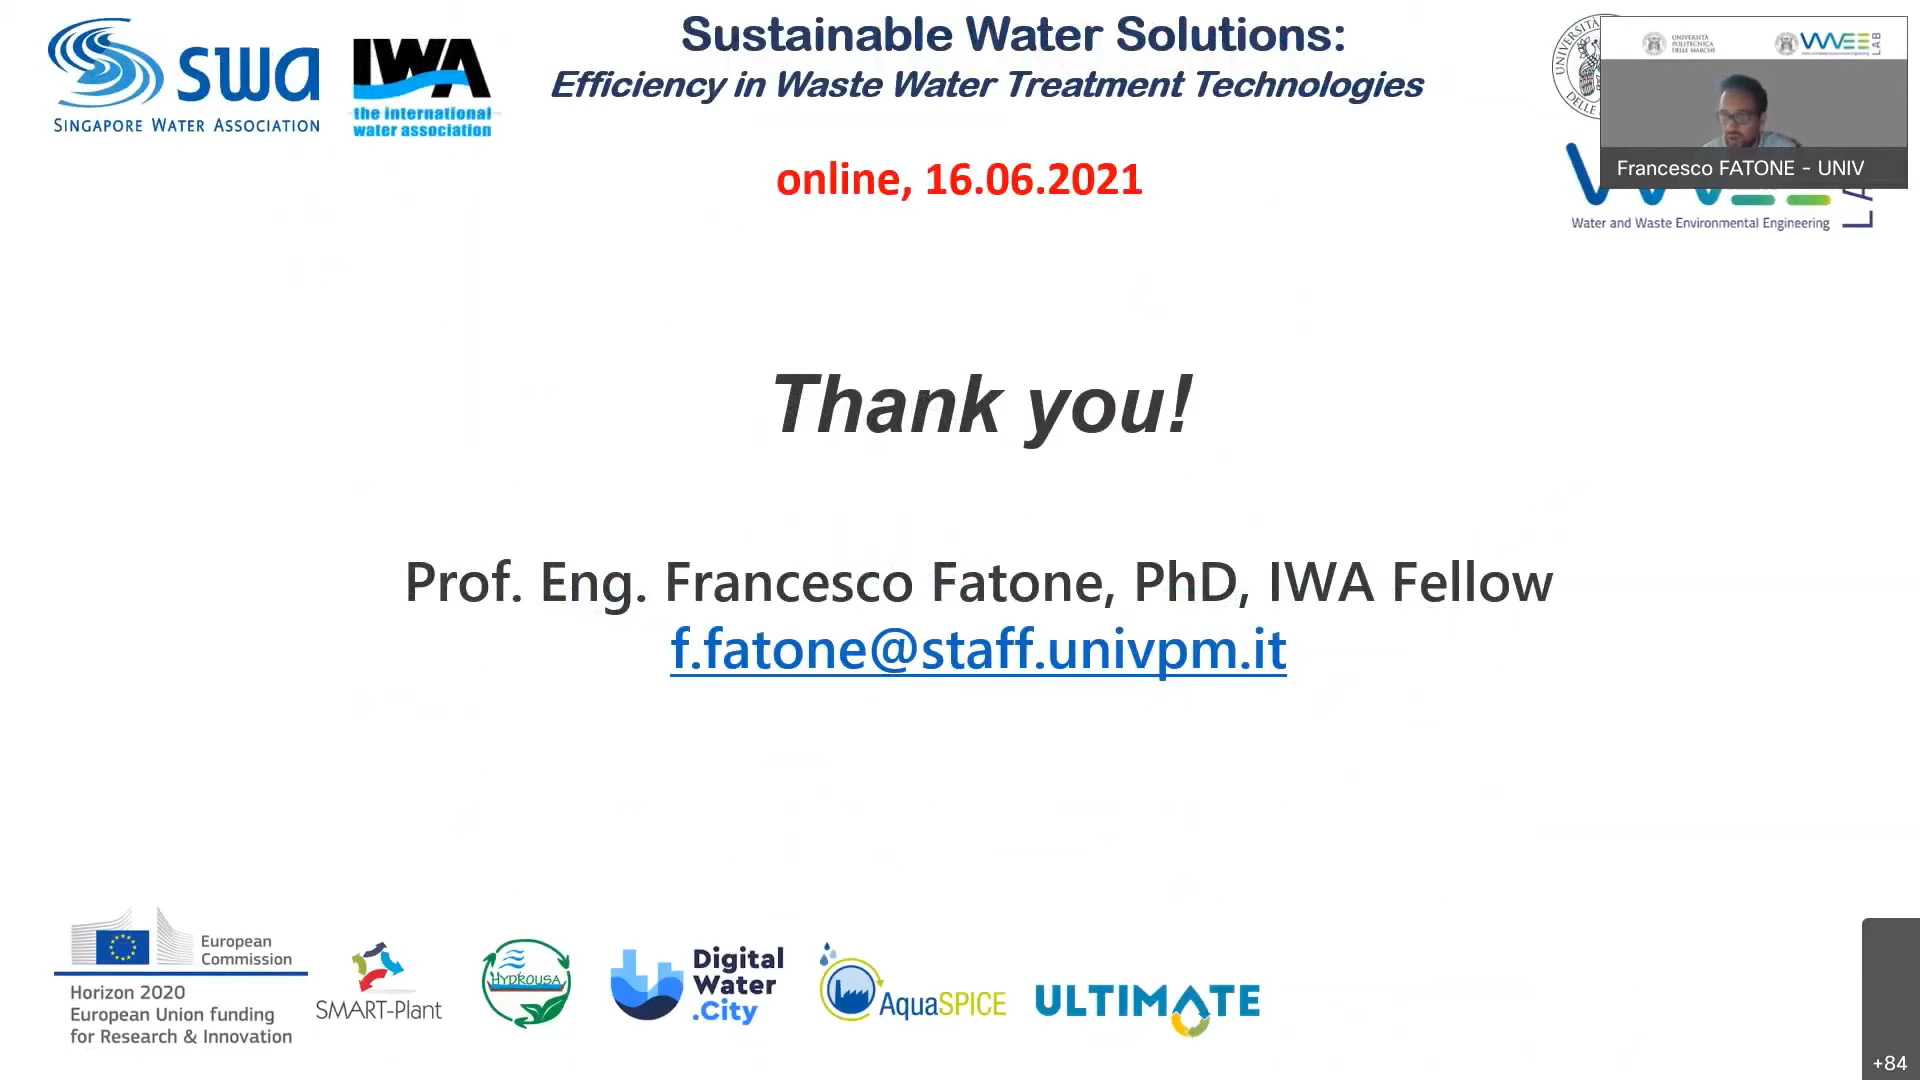 swa
SINGAPORE WATER ASSOCIATION
IWA
the international
water association
Sustainable Water Solutions:
Efficiency in Waste Water Treatment Technologies
online, 16.06.2021
UNIVERSITÀ
POLITECNICA
DELLE MARCHE
WWEE LAB
Francesco FATONE - UNIV
Water and Waste Environmental Engineering
Thank you!
Prof. Eng. Francesco Fatone, PhD, IWA Fellow
f.fatone@staff.univpm.it
European
Commission
Horizon 2020
European Union funding
for Research & Innovation
SMART-Plant
HYDROUSA
Digital
Water
.City
AquaSPICE
ULTIMATE
+84